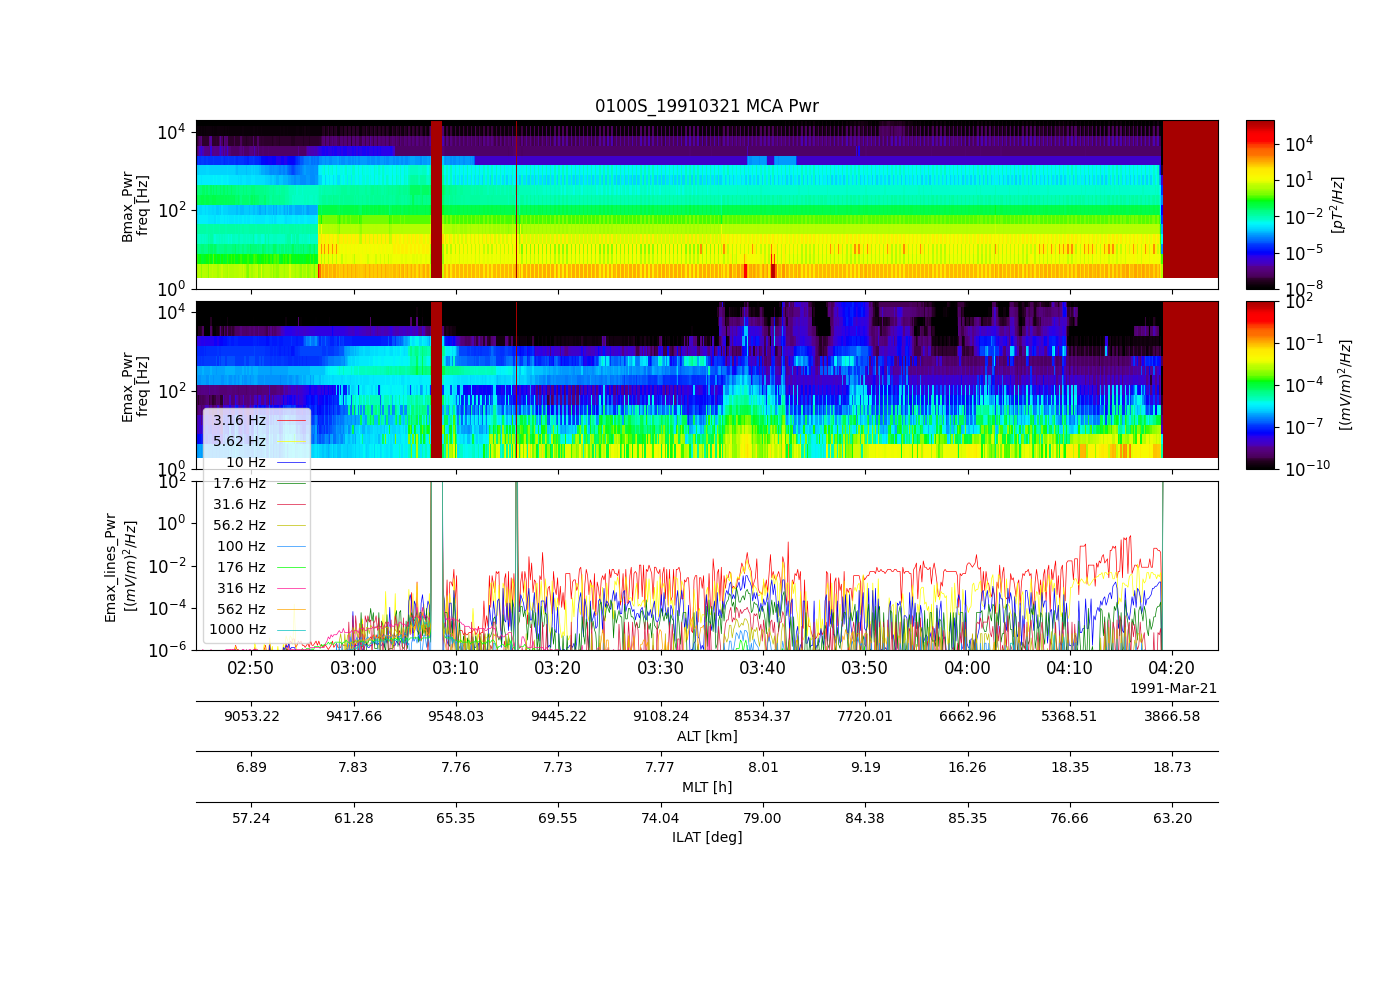 0100S_19910321 MCA Pwr
Bmax_Pwr
freq [Hz]
10^4
10^2
10^0
10^4
10^1
10^-2
10^-5
10^-8
[pT^2/Hz]
Emax_Pwr
freq [Hz]
10^4
10^2
10^0
10^2
10^-1
10^-4
10^-7
10^-10
[(mV/m)^2/Hz]
3.16 Hz
5.62 Hz
10 Hz
17.6 Hz
31.6 Hz
56.2 Hz
100 Hz
176 Hz
316 Hz
562 Hz
1000 Hz
Emax_lines_Pwr
[(mV/m)^2/Hz]
10^2
10^0
10^-2
10^-4
10^-6
02:50 03:00 03:10 03:20 03:30 03:40 03:50 04:00 04:10 04:20
1991-Mar-21
9053.22 9417.66 9548.03 9445.22 9108.24 8534.37 7720.01 6662.96 5368.51 3866.58
ALT [km]
6.89 7.83 7.76 7.73 7.77 8.01 9.19 16.26 18.35 18.73
MLT [h]
57.24 61.28 65.35 69.55 74.04 79.00 84.38 85.35 76.66 63.20
ILAT [deg]